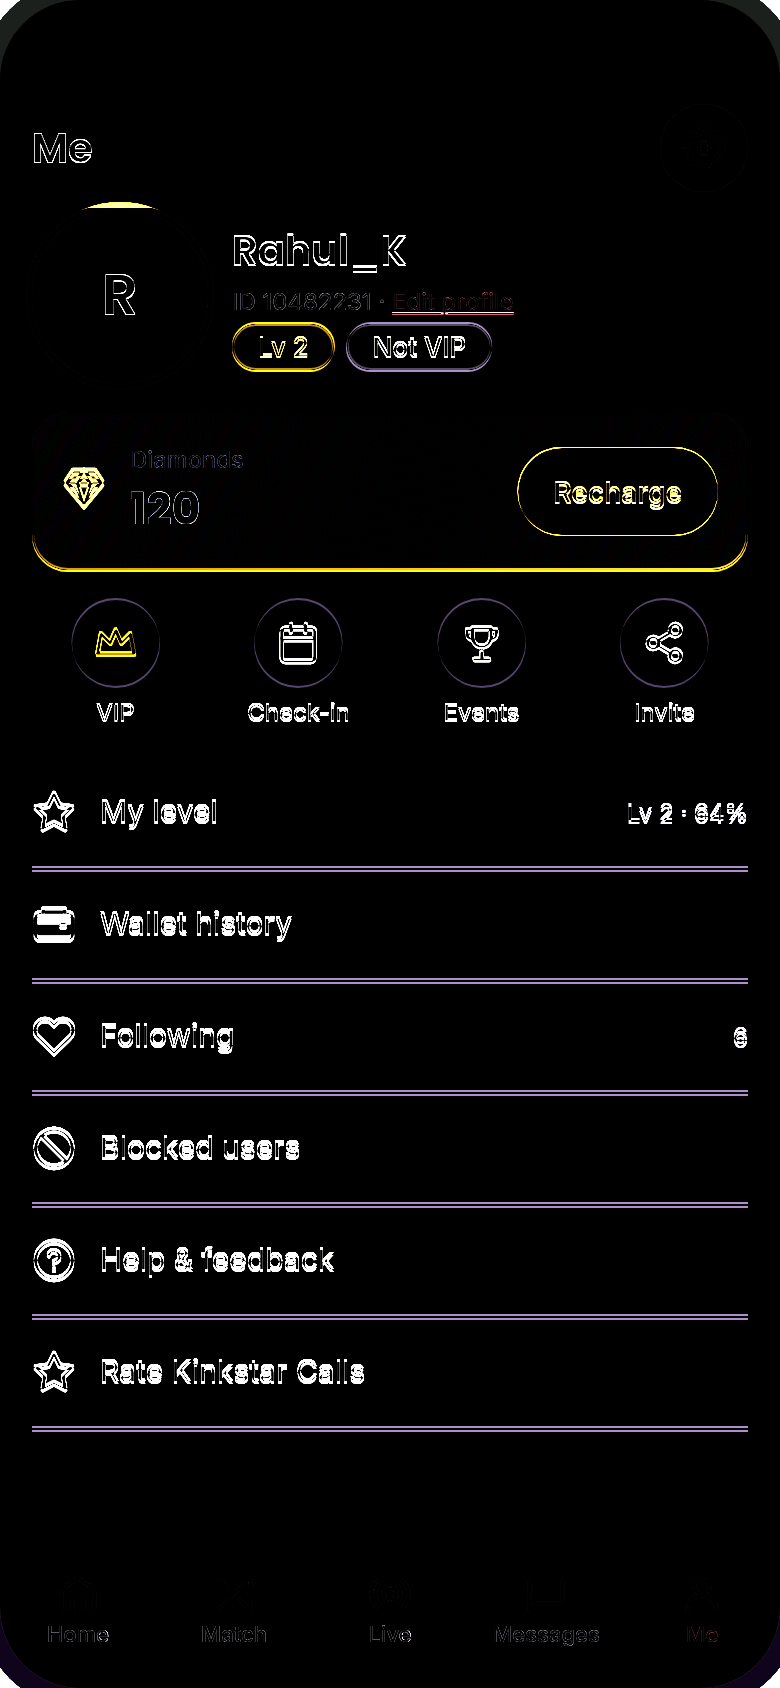 Me
R
Rahul_K
ID 10482231 · Edit profile
Lv 2
Not VIP
Diamonds
120
Recharge
VIP
Check-in
Events
Invite
My level
Lv 2 · 64%
Wallet history
Following
6
Blocked users
Help & feedback
Rate Kinkstar Calls
Home
Match
Live
Messages
Me